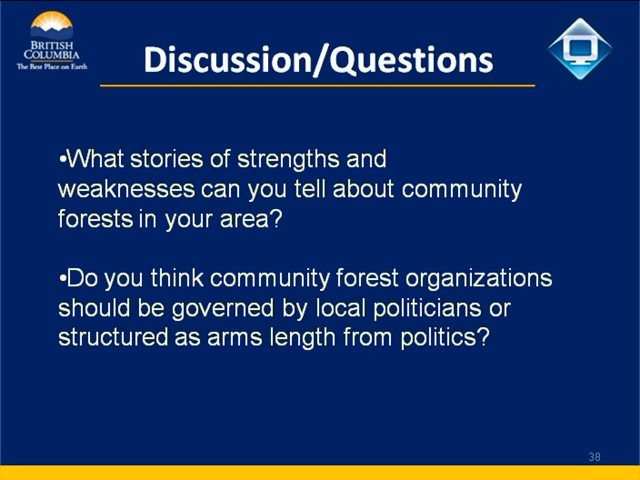 BRITISH
COLUMBIA
The Best Place on Earth
Discussion/Questions
•What stories of strengths and
weaknesses can you tell about community
forests in your area?
•Do you think community forest organizations
should be governed by local politicians or
structured as arms length from politics?
38